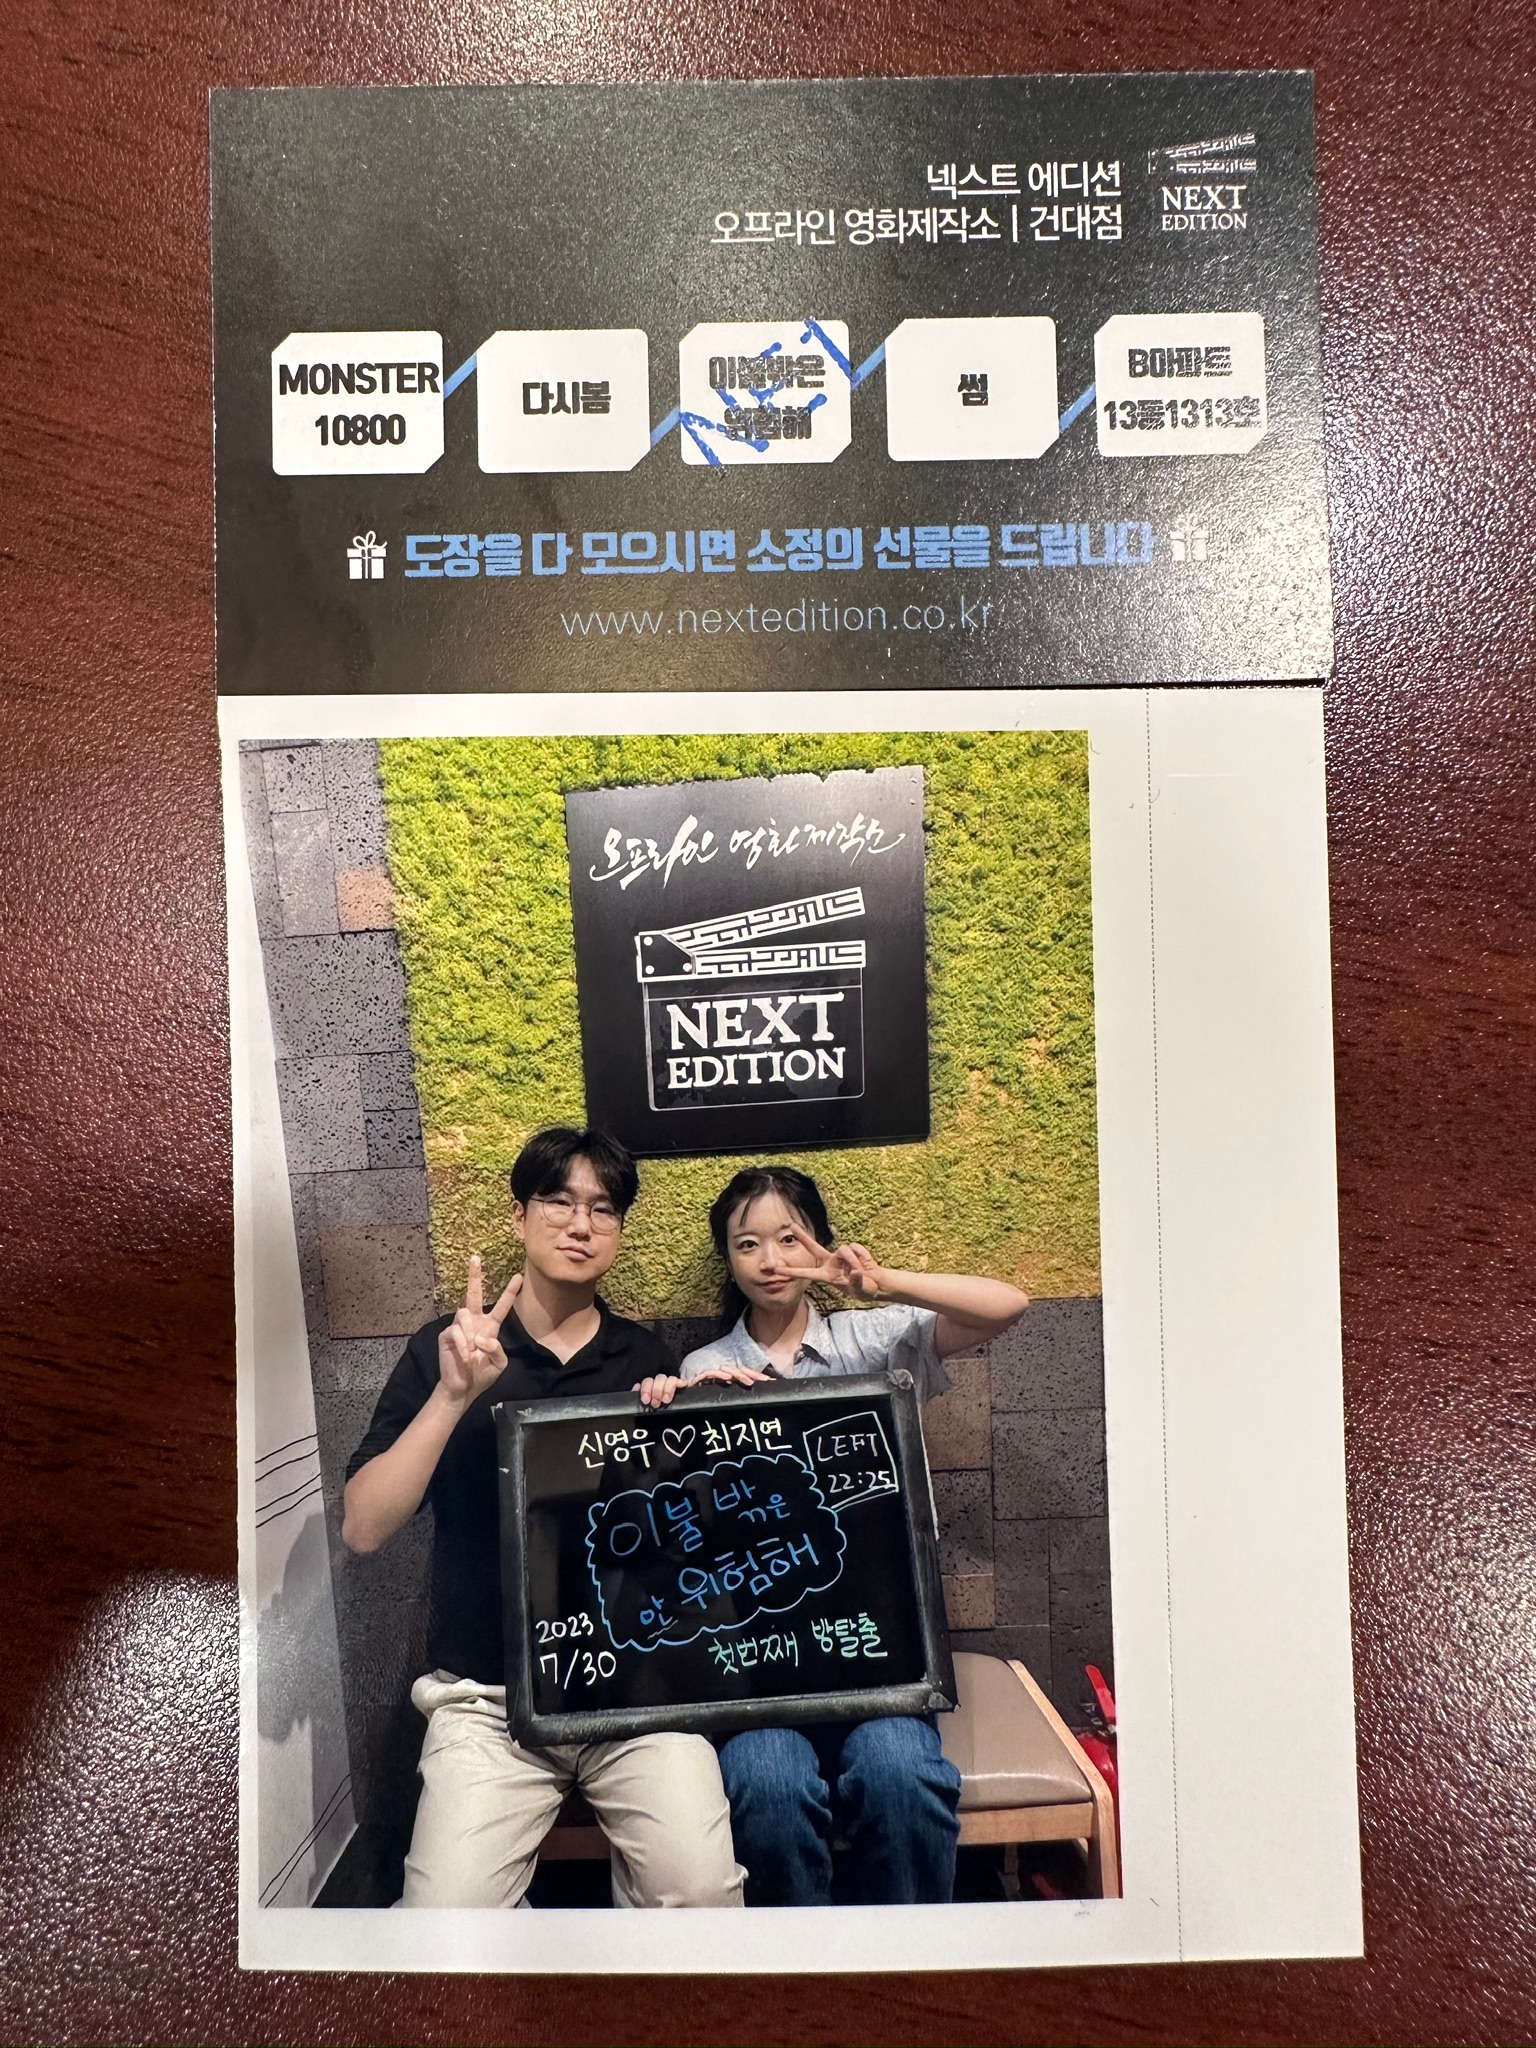 넥스트 에디션
오프라인 영화제작소 | 건대점
NEXT
EDITION
MONSTER
10800
다시봄
이불밖은
위험해
NEXT
썸
B아파트
13동1313호
도장을 다 모으시면 소정의 선물을 드립니다
www.nextedition.co.kr
오프라인 영화제작소
NEXT
EDITION
신영우♡최지연
LEFT
22:25
이불 밖은
안 위험해
2023
7/30
첫번째 방탈출